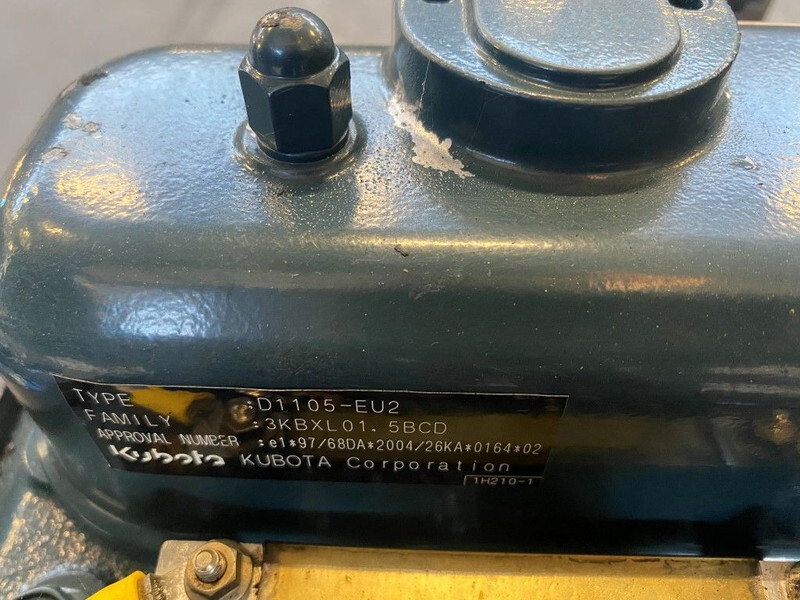 TYPE :D1105-EU2
FAMILY :3KBXL01.5BCD
APPROVAL NUMBER :e1*97/68DA*2004/26KA*0164*02
Kubota KUBOTA Corporation
1H210-1